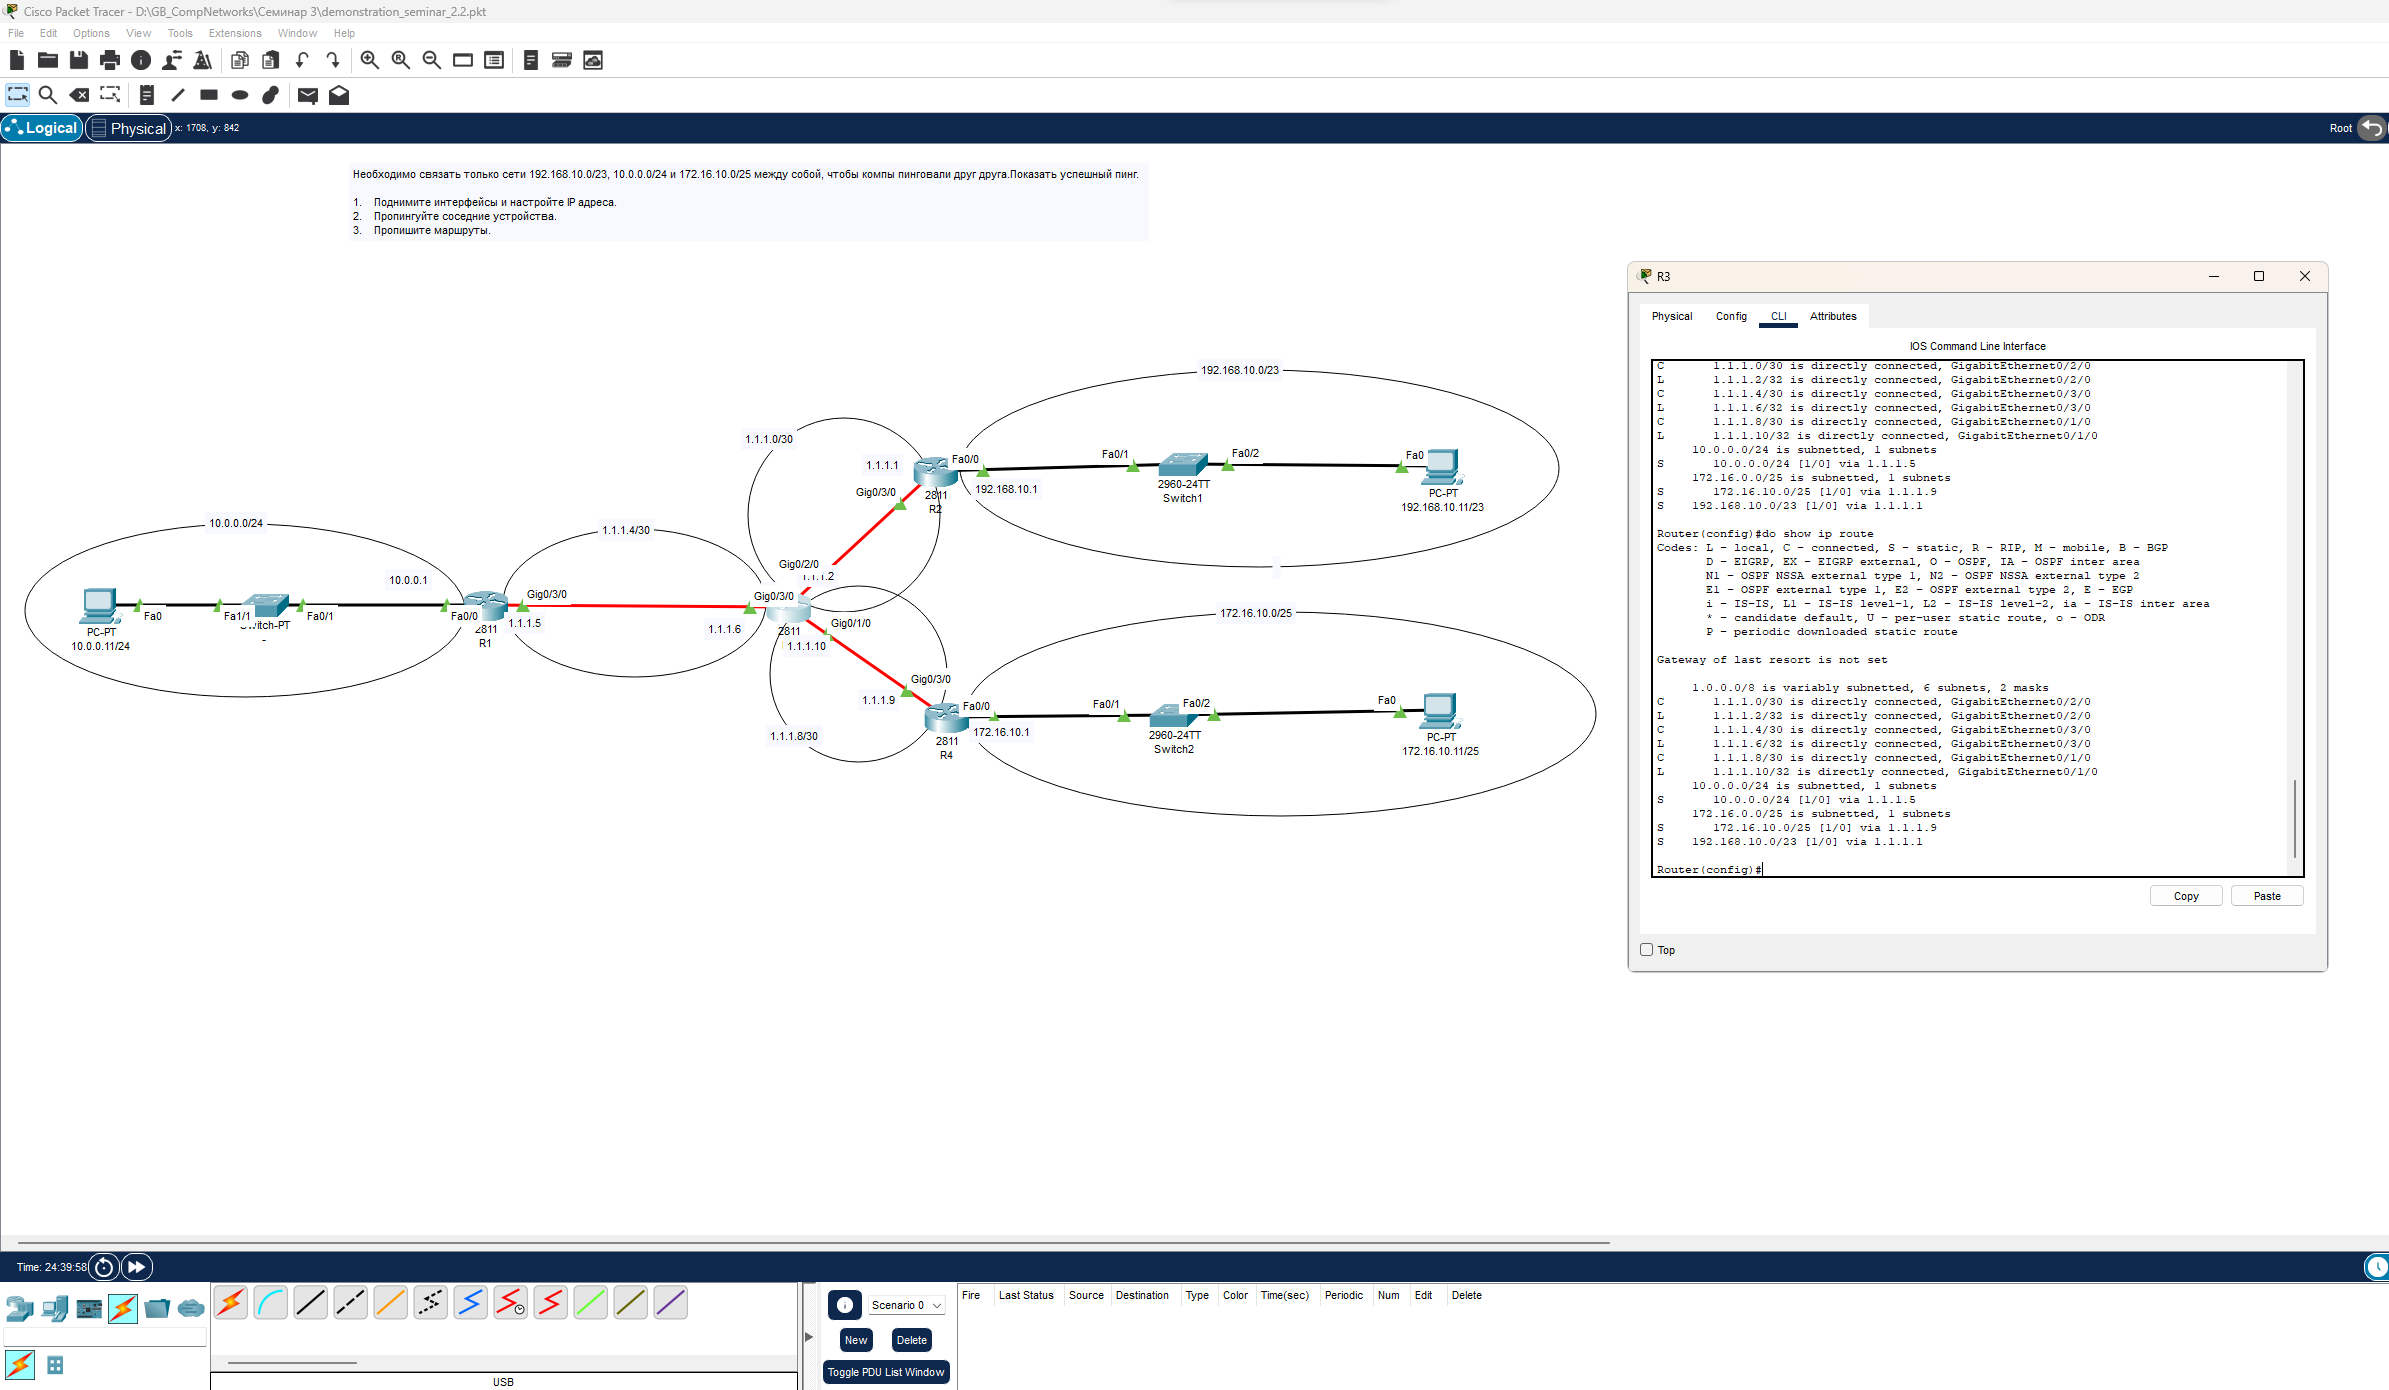 Cisco Packet Tracer - D:\GB_CompNetworks\Семинар 3\demonstration_seminar_2.2.pkt
File Edit Options View Tools Extensions Window Help
Logical Physical x: 1708, y: 842 Root
Необходимо связать только сети 192.168.10.0/23, 10.0.0.0/24 и 172.16.10.0/25 между собой, чтобы компы пинговали друг друга.Показать успешный пинг.
1. Поднимите интерфейсы и настройте IP адреса.
2. Пропингуйте соседние устройства.
3. Пропишите маршруты.
192.168.10.0/23
1.1.1.0/30
1.1.1.1
Fa0/0
Fa0/1
Fa0/2
Fa0
Gig0/3/0
2811
R2
192.168.10.1
2960-24TT
Switch1
PC-PT
192.168.10.11/23
10.0.0.0/24
1.1.1.4/30
Gig0/2/0
1.1.1.2
10.0.0.1
Gig0/3/0
Gig0/3/0
PC-PT
10.0.0.11/24
Fa0
Fa1/1
Fa0/1
Fa0/0
2811
R1
1.1.1.5
1.1.1.6
2811
Gig0/1/0
1.1.1.10
172.16.10.0/25
Gig0/3/0
1.1.1.9
Fa0/0
Fa0/1
Fa0/2
Fa0
1.1.1.8/30
2811
R4
172.16.10.1
2960-24TT
Switch2
PC-PT
172.16.10.11/25
R3
Physical Config CLI Attributes
IOS Command Line Interface
C 1.1.1.0/30 is directly connected, GigabitEthernet0/2/0
L 1.1.1.2/32 is directly connected, GigabitEthernet0/2/0
C 1.1.1.4/30 is directly connected, GigabitEthernet0/3/0
L 1.1.1.6/32 is directly connected, GigabitEthernet0/3/0
C 1.1.1.8/30 is directly connected, GigabitEthernet0/1/0
L 1.1.1.10/32 is directly connected, GigabitEthernet0/1/0
10.0.0.0/24 is subnetted, 1 subnets
S 10.0.0.0/24 [1/0] via 1.1.1.5
172.16.0.0/25 is subnetted, 1 subnets
S 172.16.10.0/25 [1/0] via 1.1.1.9
S 192.168.10.0/23 [1/0] via 1.1.1.1
Router(config)#do show ip route
Codes: L - local, C - connected, S - static, R - RIP, M - mobile, B - BGP
D - EIGRP, EX - EIGRP external, O - OSPF, IA - OSPF inter area
N1 - OSPF NSSA external type 1, N2 - OSPF NSSA external type 2
E1 - OSPF external type 1, E2 - OSPF external type 2, E - EGP
i - IS-IS, L1 - IS-IS level-1, L2 - IS-IS level-2, ia - IS-IS inter area
* - candidate default, U - per-user static route, o - ODR
P - periodic downloaded static route
Gateway of last resort is not set
1.0.0.0/8 is variably subnetted, 6 subnets, 2 masks
C 1.1.1.0/30 is directly connected, GigabitEthernet0/2/0
L 1.1.1.2/32 is directly connected, GigabitEthernet0/2/0
C 1.1.1.4/30 is directly connected, GigabitEthernet0/3/0
L 1.1.1.6/32 is directly connected, GigabitEthernet0/3/0
C 1.1.1.8/30 is directly connected, GigabitEthernet0/1/0
L 1.1.1.10/32 is directly connected, GigabitEthernet0/1/0
10.0.0.0/24 is subnetted, 1 subnets
S 10.0.0.0/24 [1/0] via 1.1.1.5
172.16.0.0/25 is subnetted, 1 subnets
S 172.16.10.0/25 [1/0] via 1.1.1.9
S 192.168.10.0/23 [1/0] via 1.1.1.1
Router(config)#
Copy Paste
Top
Time: 24:39:58
USB
Scenario 0
New Delete
Toggle PDU List Window
Fire Last Status Source Destination Type Color Time(sec) Periodic Num Edit Delete